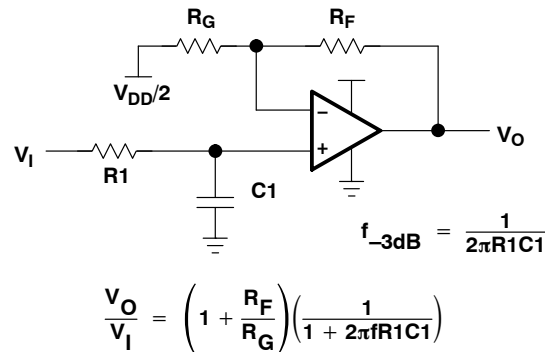 R_G
R_F
V_DD/2
−
+
V_O
V_I
R1
C1
f_–3dB = 1/(2πR1C1)
V_O/V_I = (1 + R_F/R_G)(1/(1 + 2πfR1C1))